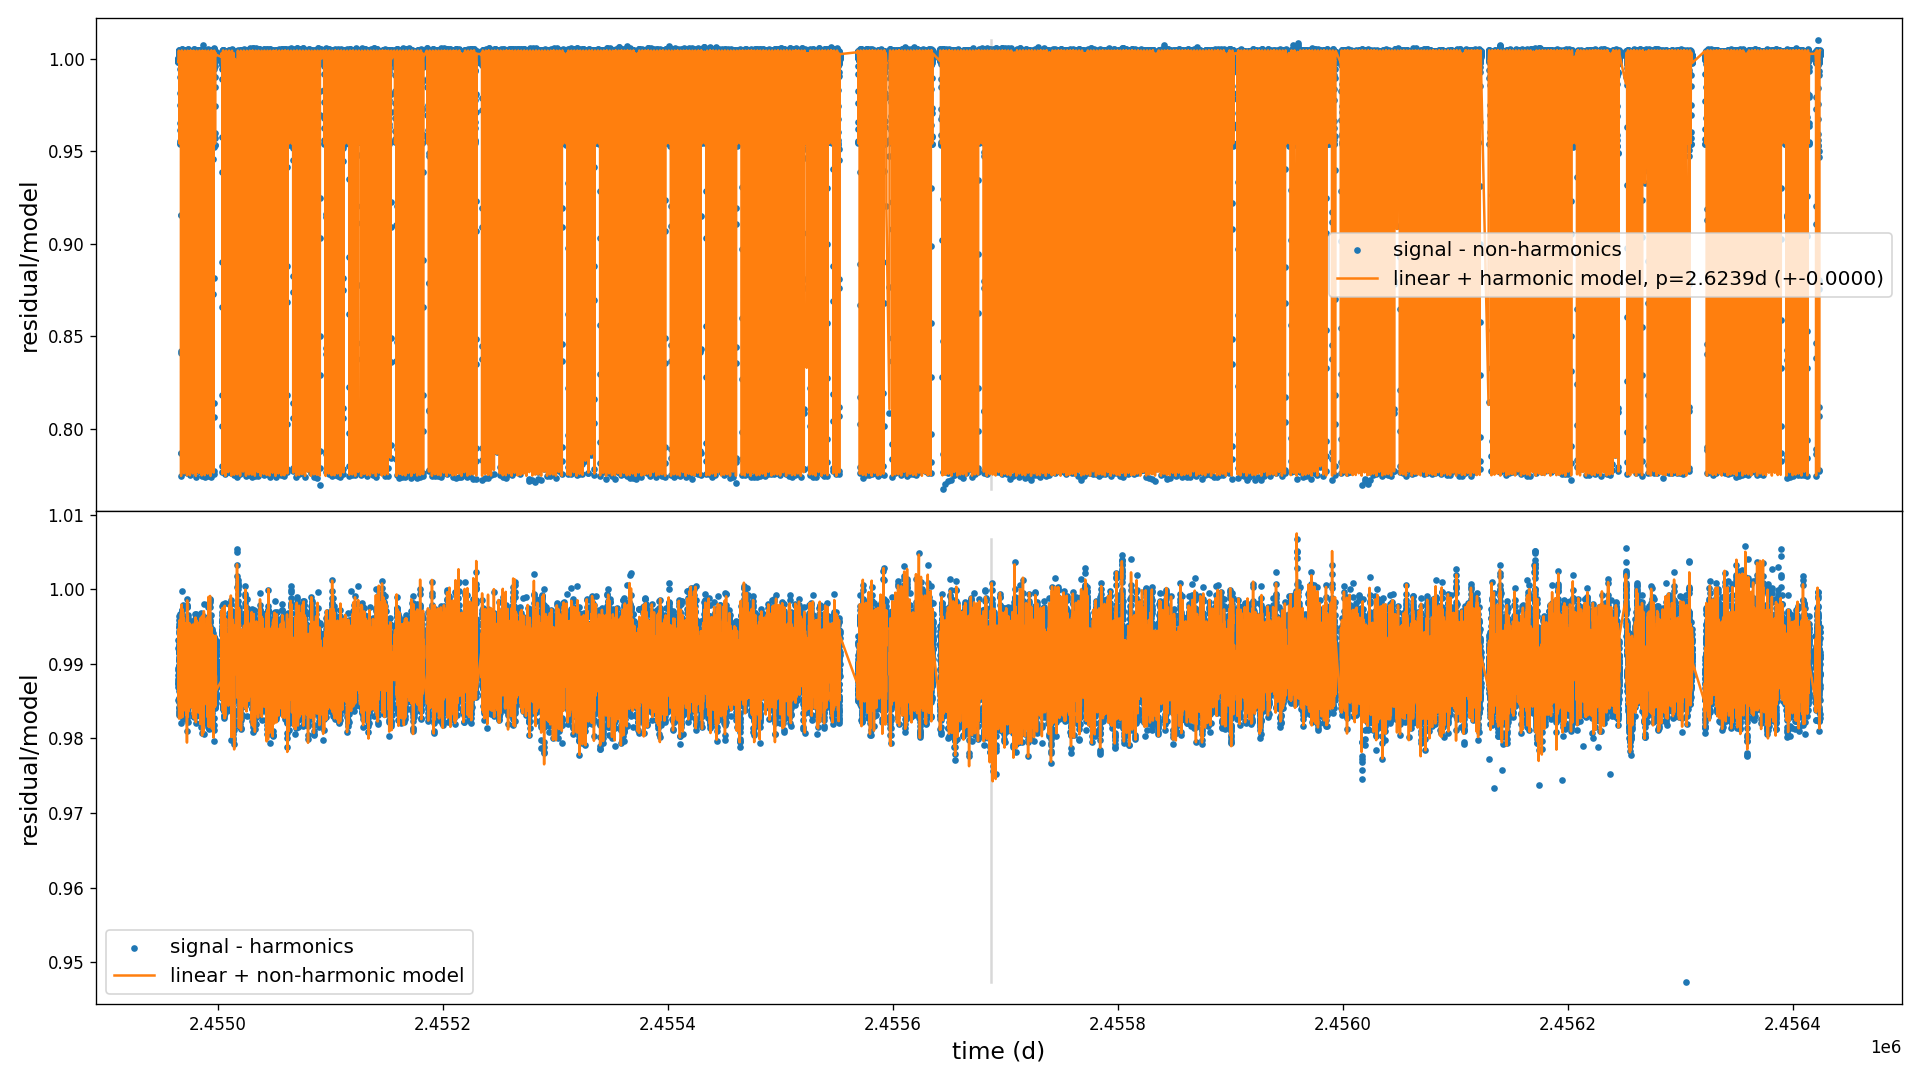 1.00
0.95
0.90
0.85
0.80
residual/model
signal - non-harmonics
linear + harmonic model, p=2.6239d (+-0.0000)
1.01
1.00
0.99
0.98
0.97
0.96
0.95
residual/model
signal - harmonics
linear + non-harmonic model
2.4550
2.4552
2.4554
2.4556
2.4558
2.4560
2.4562
2.4564
1e6
time (d)